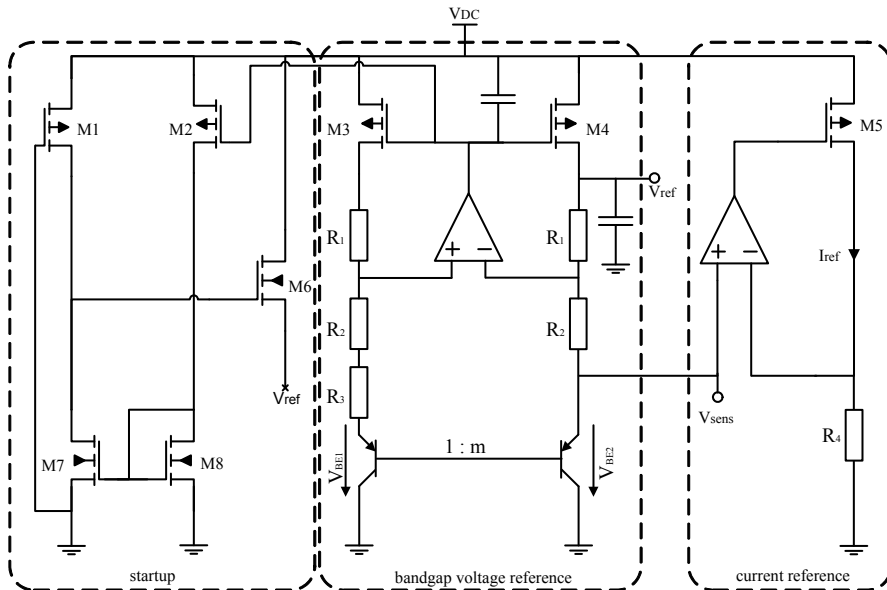 VDC
M1
M2
M3
M4
M5
Vref
R1
R1
Iref
M6
R2
R2
Vref
R3
Vsens
R4
M7
M8
VBE1
1 : m
VBE2
+
−
+
−
startup
bandgap voltage reference
current reference